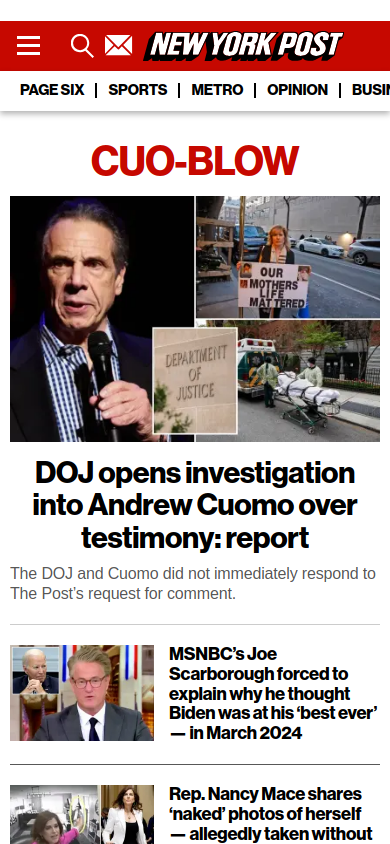 NEW YORK POST
PAGE SIX
SPORTS
METRO
OPINION
BUSI
CUO-BLOW
OUR
MOTHERS
LIFE
MATTERED
DEPARTMENT
OF
JUSTICE
DOJ opens investigation
into Andrew Cuomo over
testimony: report
The DOJ and Cuomo did not immediately respond to
The Post’s request for comment.
MSNBC’s Joe
Scarborough forced to
explain why he thought
Biden was at his ‘best ever’
— in March 2024
Rep. Nancy Mace shares
‘naked’ photos of herself
— allegedly taken without